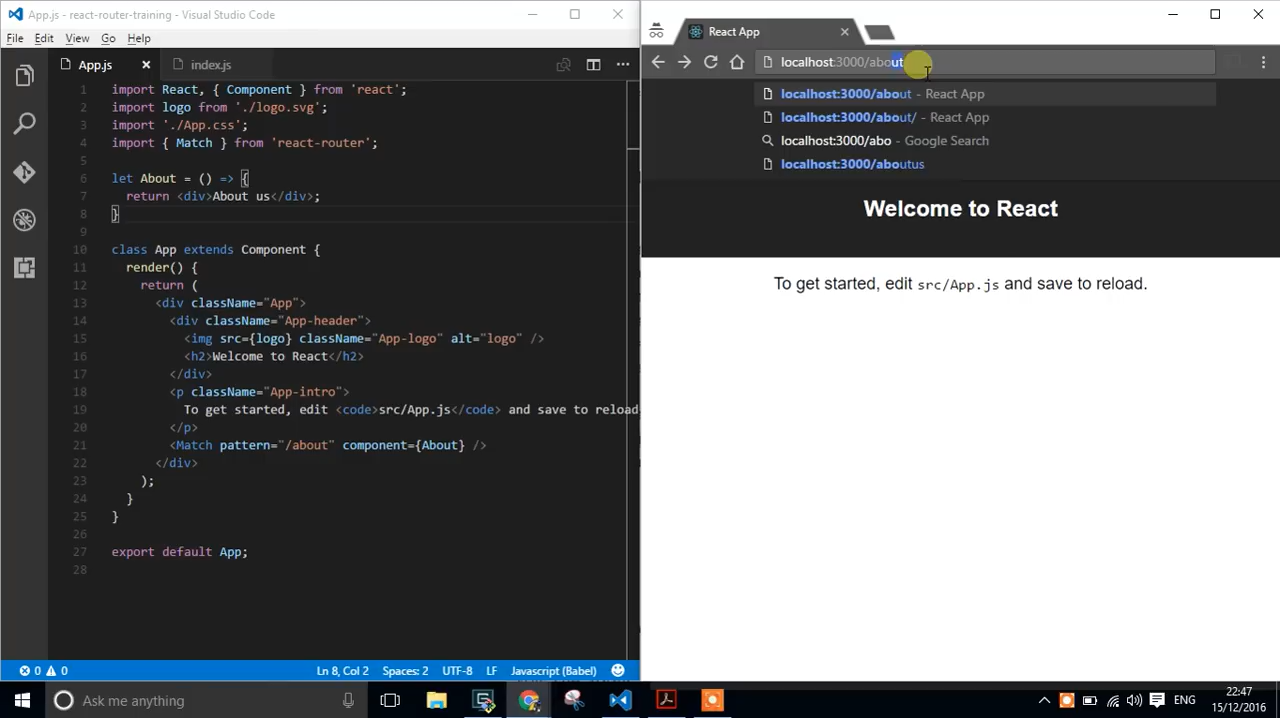 App.js - react-router-training - Visual Studio Code
File Edit View Go Help
App.js
index.js
1 import React, { Component } from 'react';
2 import logo from './logo.svg';
3 import './App.css';
4 import { Match } from 'react-router';
5
6 let About = () => {
7 return <div>About us</div>;
8 }
9
10 class App extends Component {
11 render() {
12 return (
13 <div className="App">
14 <div className="App-header">
15 <img src={logo} className="App-logo" alt="logo" />
16 <h2>Welcome to React</h2>
17 </div>
18 <p className="App-intro">
19 To get started, edit <code>src/App.js</code> and save to reload
20 </p>
21 <Match pattern="/about" component={About} />
22 </div>
23 );
24 }
25 }
26
27 export default App;
28
0 0 Ln 8, Col 2 Spaces: 2 UTF-8 LF Javascript (Babel)
React App
localhost:3000/about
localhost:3000/about - React App
localhost:3000/about/ - React App
localhost:3000/abo - Google Search
localhost:3000/aboutus
Welcome to React
To get started, edit src/App.js and save to reload.
Ask me anything
ENG
22:47
15/12/2016